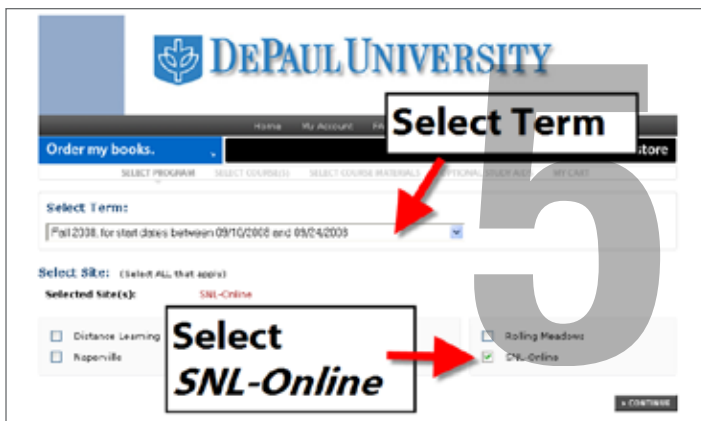 DEPAUL UNIVERSITY
Home My Account
Select Term
Order my books.
store
SELECT PROGRAM SELECT COURSE(S) SELECT COURSE MATERIALS OPTIONAL STUDY AIDS MY CART
5
Select Term:
Fall 2008, for start dates between 09/10/2008 and 09/24/2008
Select Site: (Select ALL that apply)
Selected Site(s): SNL-Online
Distance Learning
Rolling Meadows
Naperville
SNL-Online
Select
SNL-Online
» CONTINUE